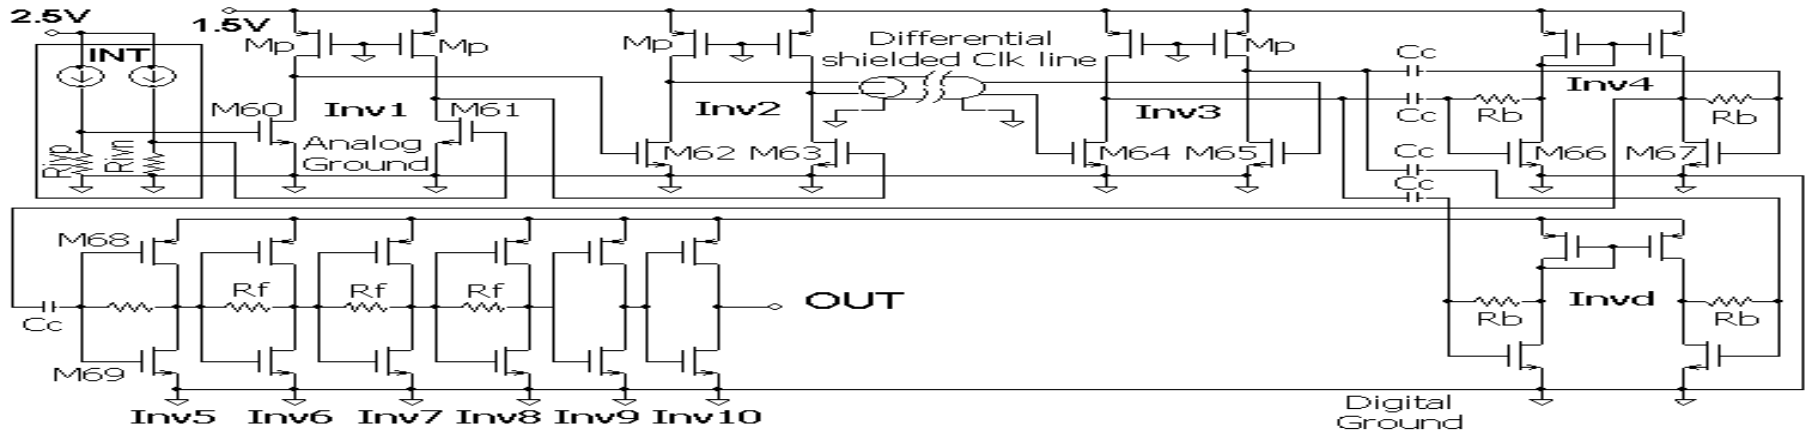 2.5V
1.5V
INT
Mp
Mp
Mp
Differential
shielded Clk line
Mp
Cc
Inv4
M60
Inv1
M61
Inv2
Inv3
Cc
Rb
Rb
Rivp
Rivn
Analog
Ground
M62
M63
M64
M65
Cc
M66
M67
Cc
M68
Rf
Rf
Rf
OUT
Cc
Rb
Invd
Rb
M69
Inv5
Inv6
Inv7
Inv8
Inv9
Inv10
Digital
Ground